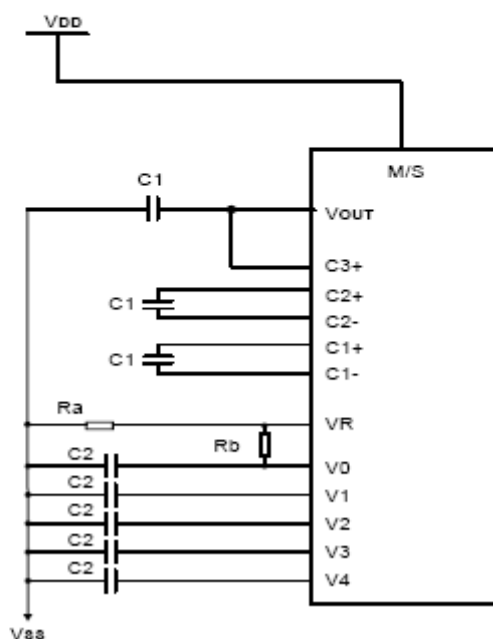 VDD
M/S
C1
VOUT
C3+
C2+
C1
C2-
C1+
C1
C1-
Ra
VR
Rb
C2
V0
C2
V1
C2
V2
C2
V3
C2
V4
Vss